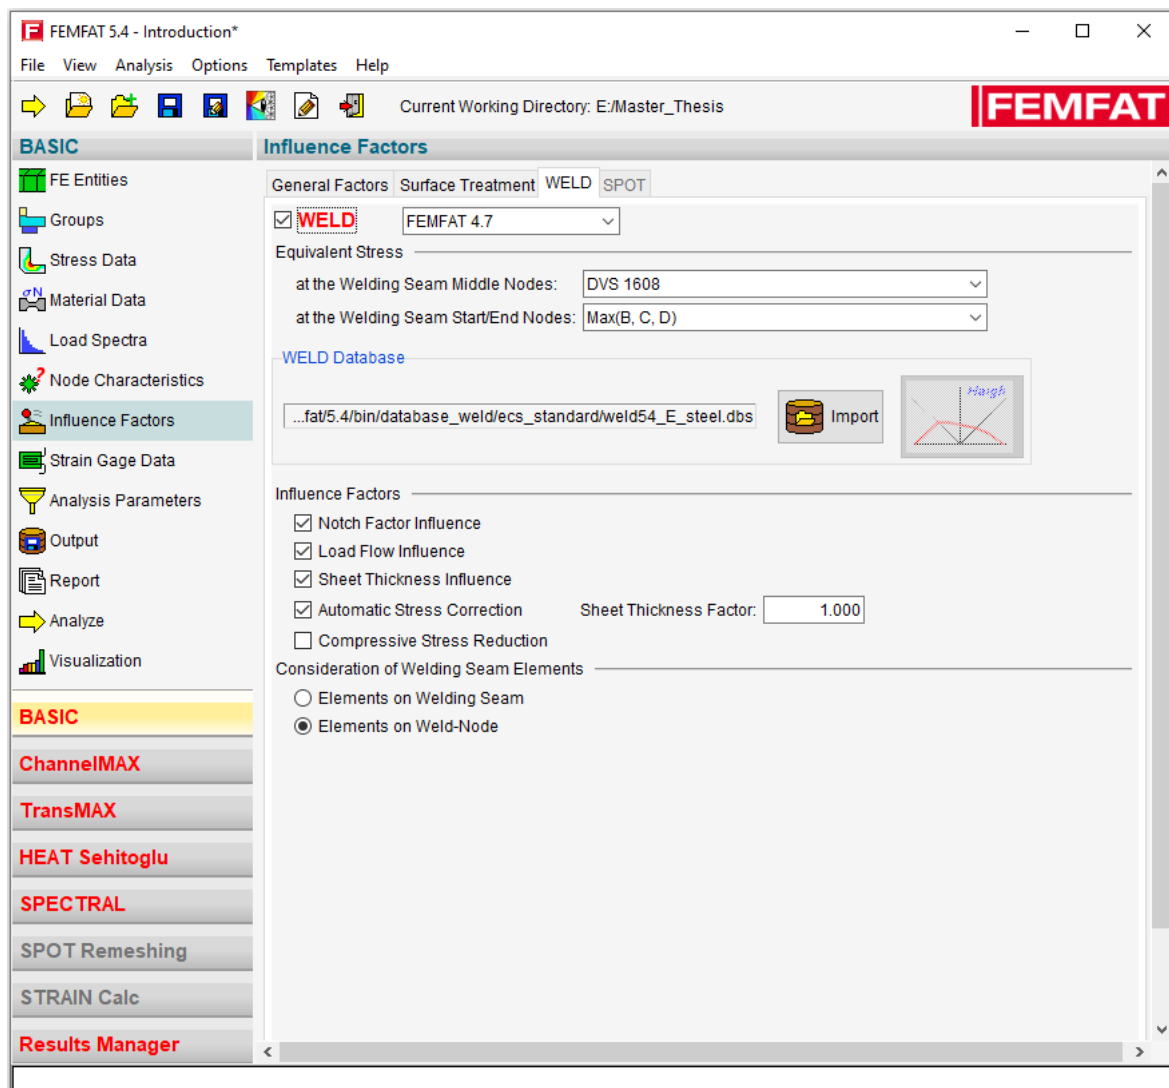 FEMFAT 5.4 - Introduction*
File View Analysis Options Templates Help
Current Working Directory: E:/Master_Thesis
FEMFAT
BASIC
FE Entities
Groups
Stress Data
σN
Material Data
Load Spectra
?
Node Characteristics
Influence Factors
Strain Gage Data
Analysis Parameters
Output
Report
Analyze
Visualization
BASIC
ChannelMAX
TransMAX
HEAT Sehitoglu
SPECTRAL
SPOT Remeshing
STRAIN Calc
Results Manager
Influence Factors
General Factors Surface Treatment WELD SPOT
WELD FEMFAT 4.7
Equivalent Stress
at the Welding Seam Middle Nodes: DVS 1608
at the Welding Seam Start/End Nodes: Max(B, C, D)
WELD Database
...fat/5.4/bin/database_weld/ecs_standard/weld54_E_steel.dbs Import Haigh
Influence Factors
Notch Factor Influence
Load Flow Influence
Sheet Thickness Influence
Automatic Stress Correction Sheet Thickness Factor: 1.000
Compressive Stress Reduction
Consideration of Welding Seam Elements
Elements on Welding Seam
Elements on Weld-Node